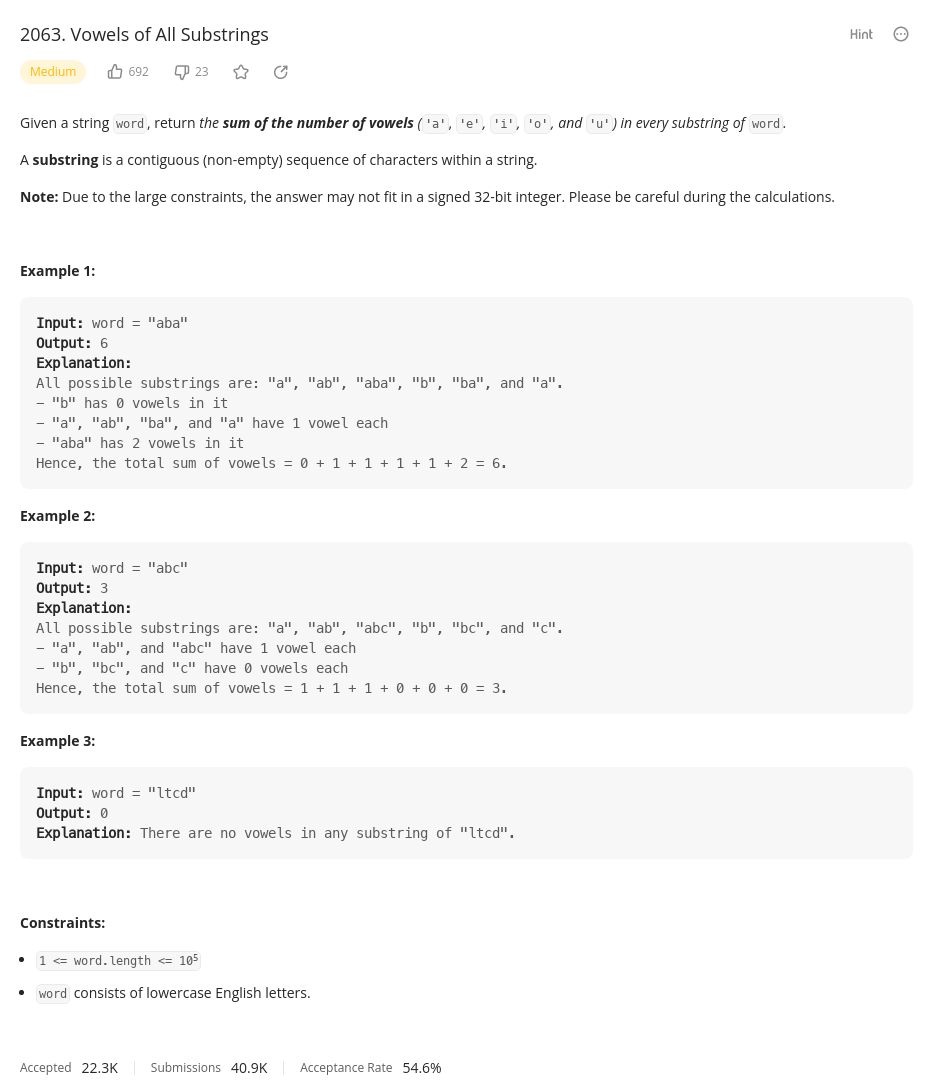 2063. Vowels of All Substrings
Hint
Medium 692 23
Given a string word, return the sum of the number of vowels ('a', 'e', 'i', 'o', and 'u') in every substring of word.
A substring is a contiguous (non-empty) sequence of characters within a string.
Note: Due to the large constraints, the answer may not fit in a signed 32-bit integer. Please be careful during the calculations.
Example 1:
Input: word = "aba"
Output: 6
Explanation:
All possible substrings are: "a", "ab", "aba", "b", "ba", and "a".
- "b" has 0 vowels in it
- "a", "ab", "ba", and "a" have 1 vowel each
- "aba" has 2 vowels in it
Hence, the total sum of vowels = 0 + 1 + 1 + 1 + 1 + 2 = 6.
Example 2:
Input: word = "abc"
Output: 3
Explanation:
All possible substrings are: "a", "ab", "abc", "b", "bc", and "c".
- "a", "ab", and "abc" have 1 vowel each
- "b", "bc", and "c" have 0 vowels each
Hence, the total sum of vowels = 1 + 1 + 1 + 0 + 0 + 0 = 3.
Example 3:
Input: word = "ltcd"
Output: 0
Explanation: There are no vowels in any substring of "ltcd".
Constraints:
• 1 <= word.length <= 10⁵
• word consists of lowercase English letters.
Accepted 22.3K Submissions 40.9K Acceptance Rate 54.6%